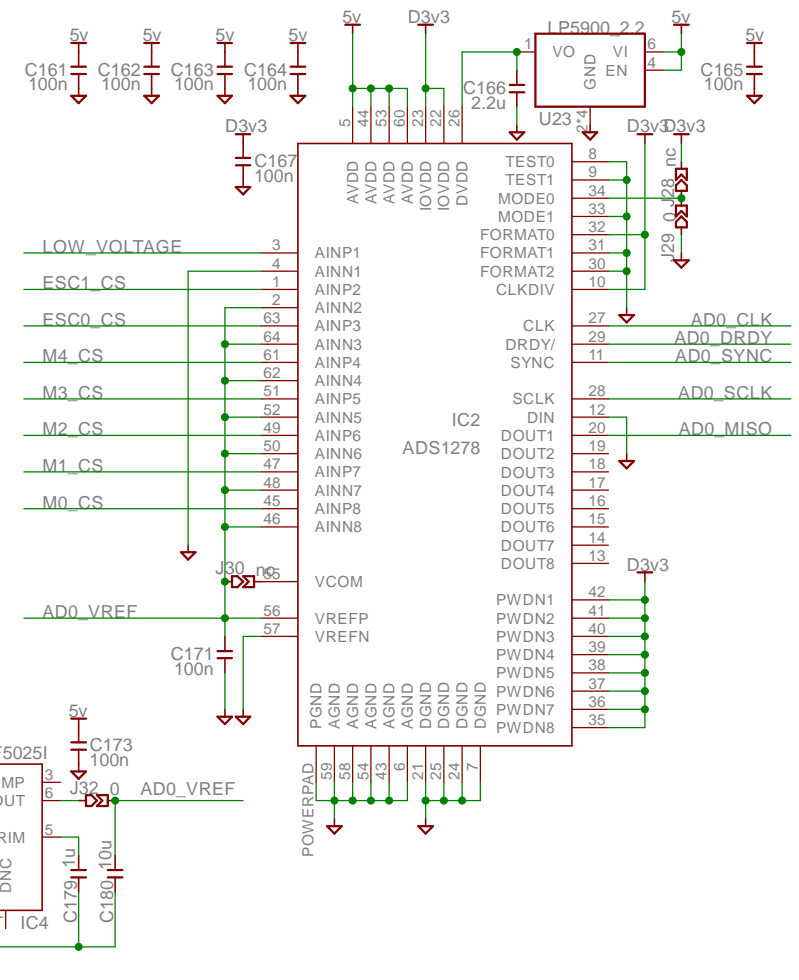 5v 5v 5v 5v 5v D3v3 LP5900_2.2 5v 5v
C161 100n
C162 100n
C163 100n
C164 100n
C166 2.2u
1 VO VI 6
EN 4
GND
U23 2*4
C165 100n
5 44 53 60 23 22 26
D3v3
C167 100n
D3v3 D3v3
AVDD AVDD AVDD AVDD IOVDD IOVDD DVDD
TEST0 8
TEST1 9
MODE0 34
MODE1 33
FORMAT0 32
FORMAT1 31
FORMAT2 30
CLKDIV 10
J28 nc
J29 0
LOW_VOLTAGE 3 AINP1
4 AINN1
ESC1_CS 1 AINP2
2 AINN2
ESC0_CS 63 AINP3
64 AINN3
M4_CS 61 AINP4
62 AINN4
M3_CS 51 AINP5
52 AINN5
M2_CS 49 AINP6
50 AINN6
M1_CS 47 AINP7
48 AINN7
M0_CS 45 AINP8
46 AINN8
CLK 27 AD0_CLK
DRDY/ 29 AD0_DRDY
SYNC 11 AD0_SYNC
SCLK 28 AD0_SCLK
DIN 12
DOUT1 20 AD0_MISO
DOUT2 19
DOUT3 18
DOUT4 17
DOUT5 16
DOUT6 15
DOUT7 14
DOUT8 13
IC2
ADS1278
J30 nc 55 VCOM
AD0_VREF 56 VREFP
57 VREFN
C171 100n
D3v3
PWDN1 42
PWDN2 41
PWDN3 40
PWDN4 39
PWDN5 38
PWDN6 37
PWDN7 36
PWDN8 35
PGND AGND AGND AGND AGND AGND DGND DGND DGND DGND
POWERPAD 59 58 54 43 6 21 25 24 7
5v
C173 100n
F5025I
MP 3
OUT 6
J32 0 AD0_VREF
RIM 5
DNC
C179 1u
C180 10u
IC4